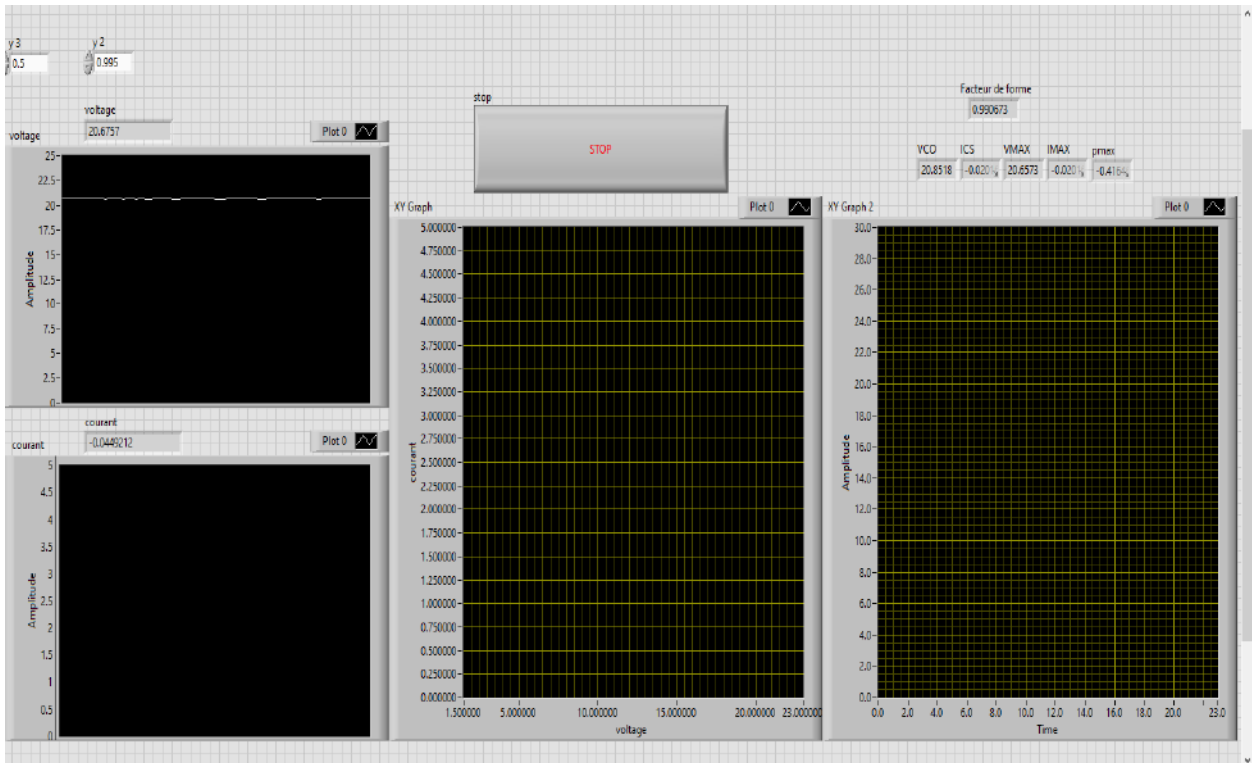 y 3
y 2
0.5
0.995
voltage
20.6757
voltage
Plot 0
25
22.5
20
17.5
15
12.5
10
7.5
5
2.5
0
Amplitude
courant
-0.0449212
courant
Plot 0
5
4.5
4
3.5
3
2.5
2
1.5
1
0.5
0
Amplitude
stop
STOP
Facteur de forme
0.990673
VCO ICS VMAX IMAX pmax
20.8518 -0.020 20.6573 -0.020 -0.416
XY Graph
Plot 0
5.000000
4.750000
4.500000
4.250000
4.000000
3.750000
3.500000
3.250000
3.000000
2.750000
2.500000
2.250000
2.000000
1.750000
1.500000
1.250000
1.000000
0.750000
0.500000
0.250000
0.000000
courant
1.500000 5.000000 10.000000 15.000000 20.000000 23.000000
voltage
XY Graph 2
Plot 0
30.0
28.0
26.0
24.0
22.0
20.0
18.0
16.0
14.0
12.0
10.0
8.0
6.0
4.0
2.0
0.0
Amplitude
0.0 2.0 4.0 6.0 8.0 10.0 12.0 14.0 16.0 18.0 20.0 23.0
Time